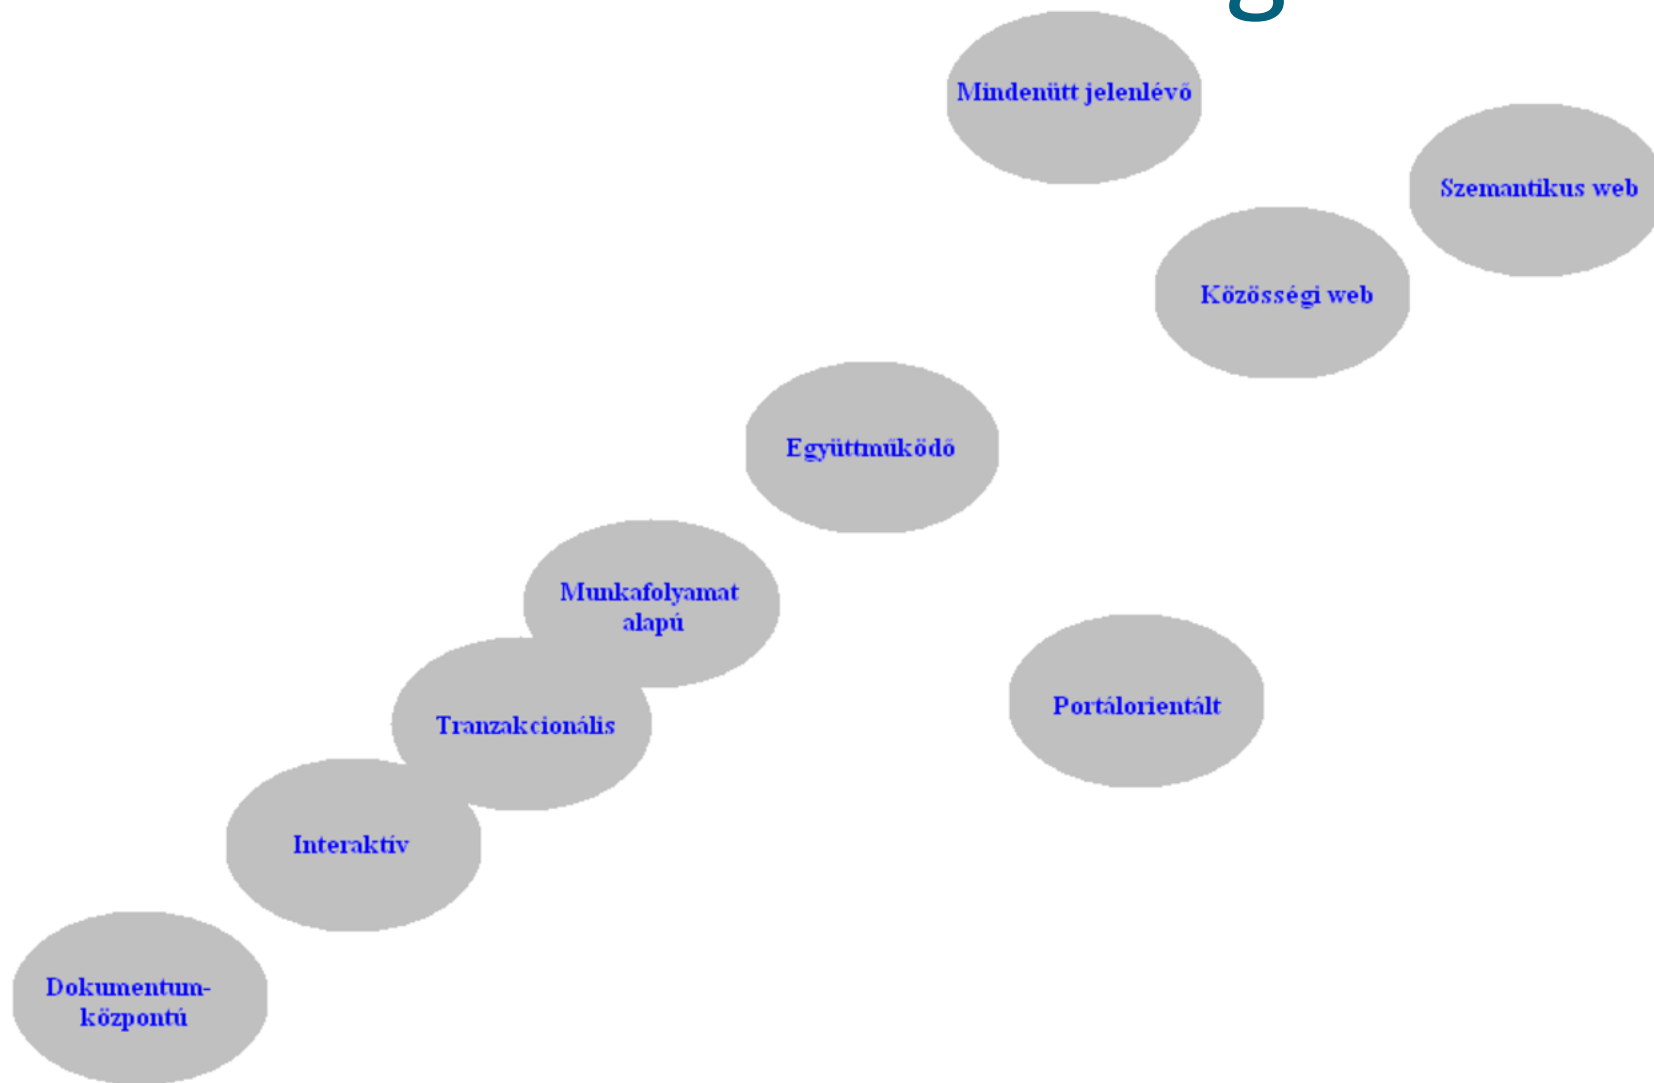 g
Mindenütt jelenlévő
Szemantikus web
Közösségi web
Együttműködő
Munkafolyamat
alapú
Portálorientált
Tranzakcionális
Interaktív
Dokumentum-
központú